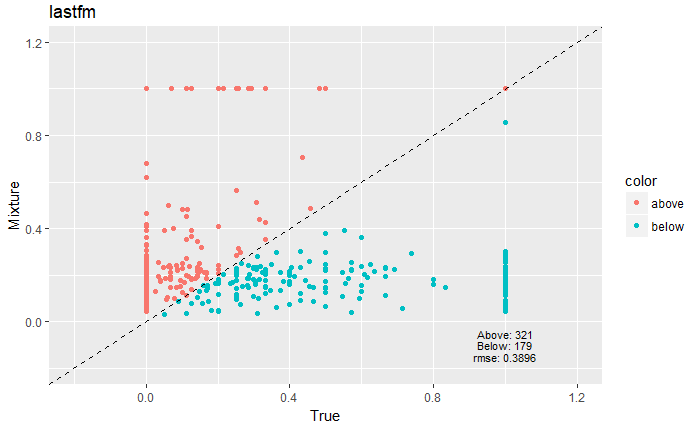 lastfm
1.2
0.8
0.4
0.0
Mixture
0.0
0.4
0.8
1.2
True
color
above
below
Above: 321
Below: 179
rmse: 0.3896